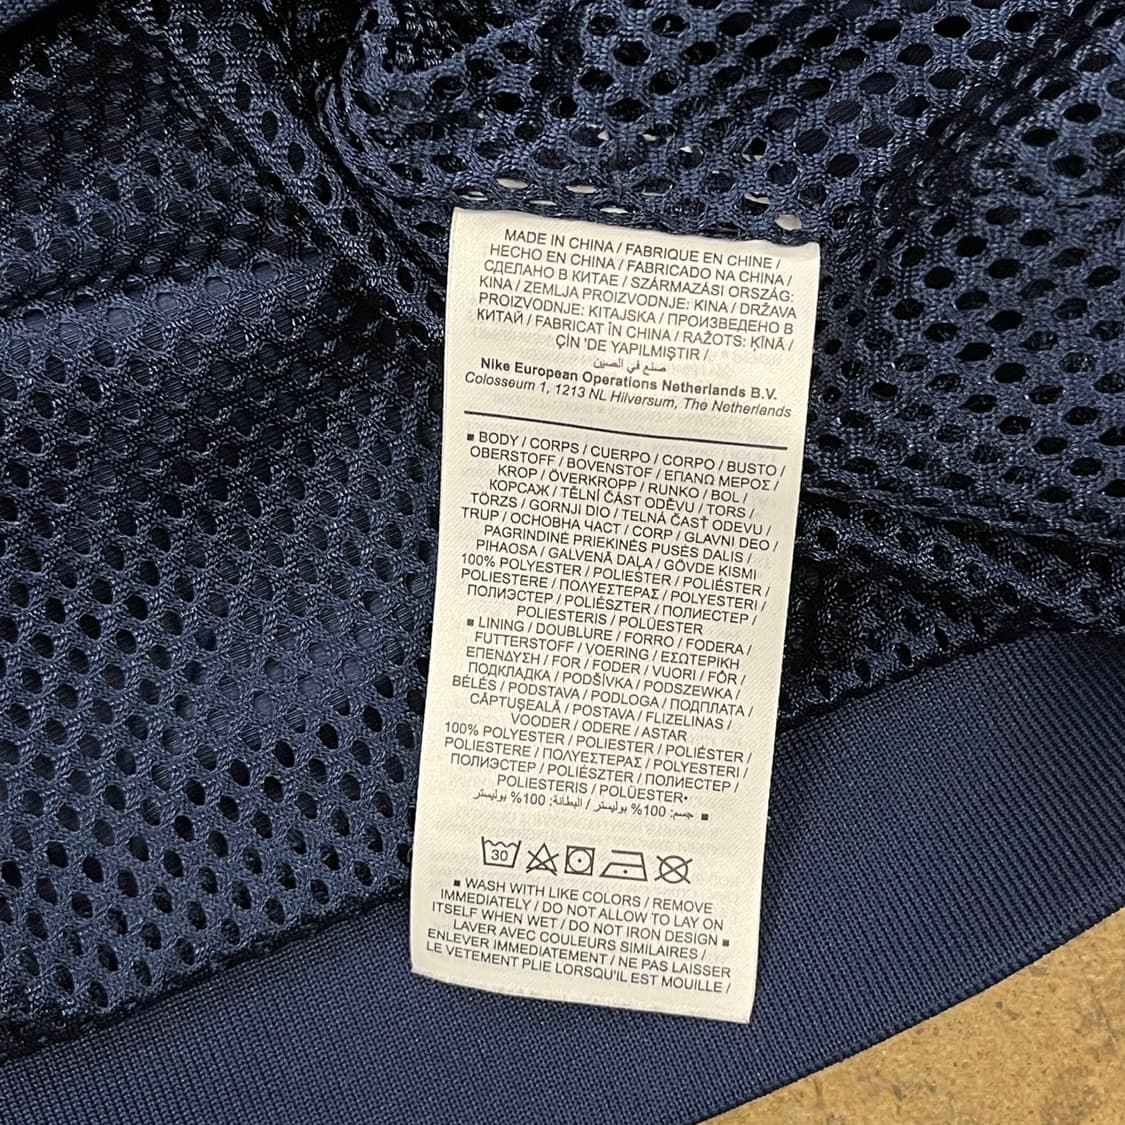 MADE IN CHINA / FABRIQUE EN CHINE /
HECHO EN CHINA / FABRICADO NA CHINA /
СДЕЛАНО В КИТАЕ / SZÁRMAZÁSI ORSZÁG:
KINA / ZEMLJA PROIZVODNJE: KINA / DRŽAVA
PROIZVODNJE: KITAJSKA / ПРОИЗВЕДЕНО В
КИТАЙ / FABRICAT ÎN CHINA / RAŽOTS: ĶĪNĀ /
ÇİN 'DE YAPILMIŞTIR /
صنع في الصين
Nike European Operations Netherlands B.V.
Colosseum 1, 1213 NL Hilversum, The Netherlands
■ BODY / CORPS / CUERPO / CORPO / BUSTO /
OBERSTOFF / BOVENSTOF / ΕΠΑΝΩ ΜΕΡΟΣ /
KROP / ÖVERKROPP / RUNKO / BOL /
КОРСАЖ / TĚLNÍ ČÁST ODĚVU / TORS /
TÖRZS / GORNJI DIO / TELNÁ ČASŤ ODEVU /
TRUP / ОСНОВНА ЧАСТ / CORP / GLAVNI DEO /
PAGRINDINĖ PRIEKINĖS PUSĖS DALIS /
PIHAOSA / GALVENĀ DAĻA / GÖVDE KISMI
100% POLYESTER / POLIESTER / POLIÉSTER /
POLIESTERE / ΠΟΛΥΕΣΤΕΡΑΣ / POLYESTERI /
ПОЛИЭСТЕР / POLIÉSZTER / ПОЛИЕСТЕР /
POLIESTERIS / POLÜESTER
■ LINING / DOUBLURE / FORRO / FODERA /
FUTTERSTOFF / VOERING / ΕΣΩΤΕΡΙΚΗ
ΕΠΕΝΔΥΣΗ / FOR / FODER / VUORI / FÔR /
ПОДКЛАДКА / PODŠÍVKA / PODSZEWKA /
BÉLÉS / PODSTAVA / PODLOGA / ПОДПЛАТА /
CĂPTUŞEALĂ / POSTAVA / FLIZELINAS /
VOODER / ODERE / ASTAR
100% POLYESTER / POLIESTER / POLIÉSTER /
POLIESTERE / ΠΟΛΥΕΣΤΕΡΑΣ / POLYESTERI /
ПОЛИЭСТЕР / POLIÉSZTER / ПОЛИЕСТЕР /
POLIESTERIS / POLÜESTER•
■ جسم: 100% بوليستر / البطانة: 100% بوليستر
30
■ WASH WITH LIKE COLORS / REMOVE
IMMEDIATELY / DO NOT ALLOW TO LAY ON
ITSELF WHEN WET / DO NOT IRON DESIGN ■
LAVER AVEC COULEURS SIMILAIRES /
ENLEVER IMMEDIATEMENT / NE PAS LAISSER
LE VETEMENT PLIE LORSQU'IL EST MOUILLE /